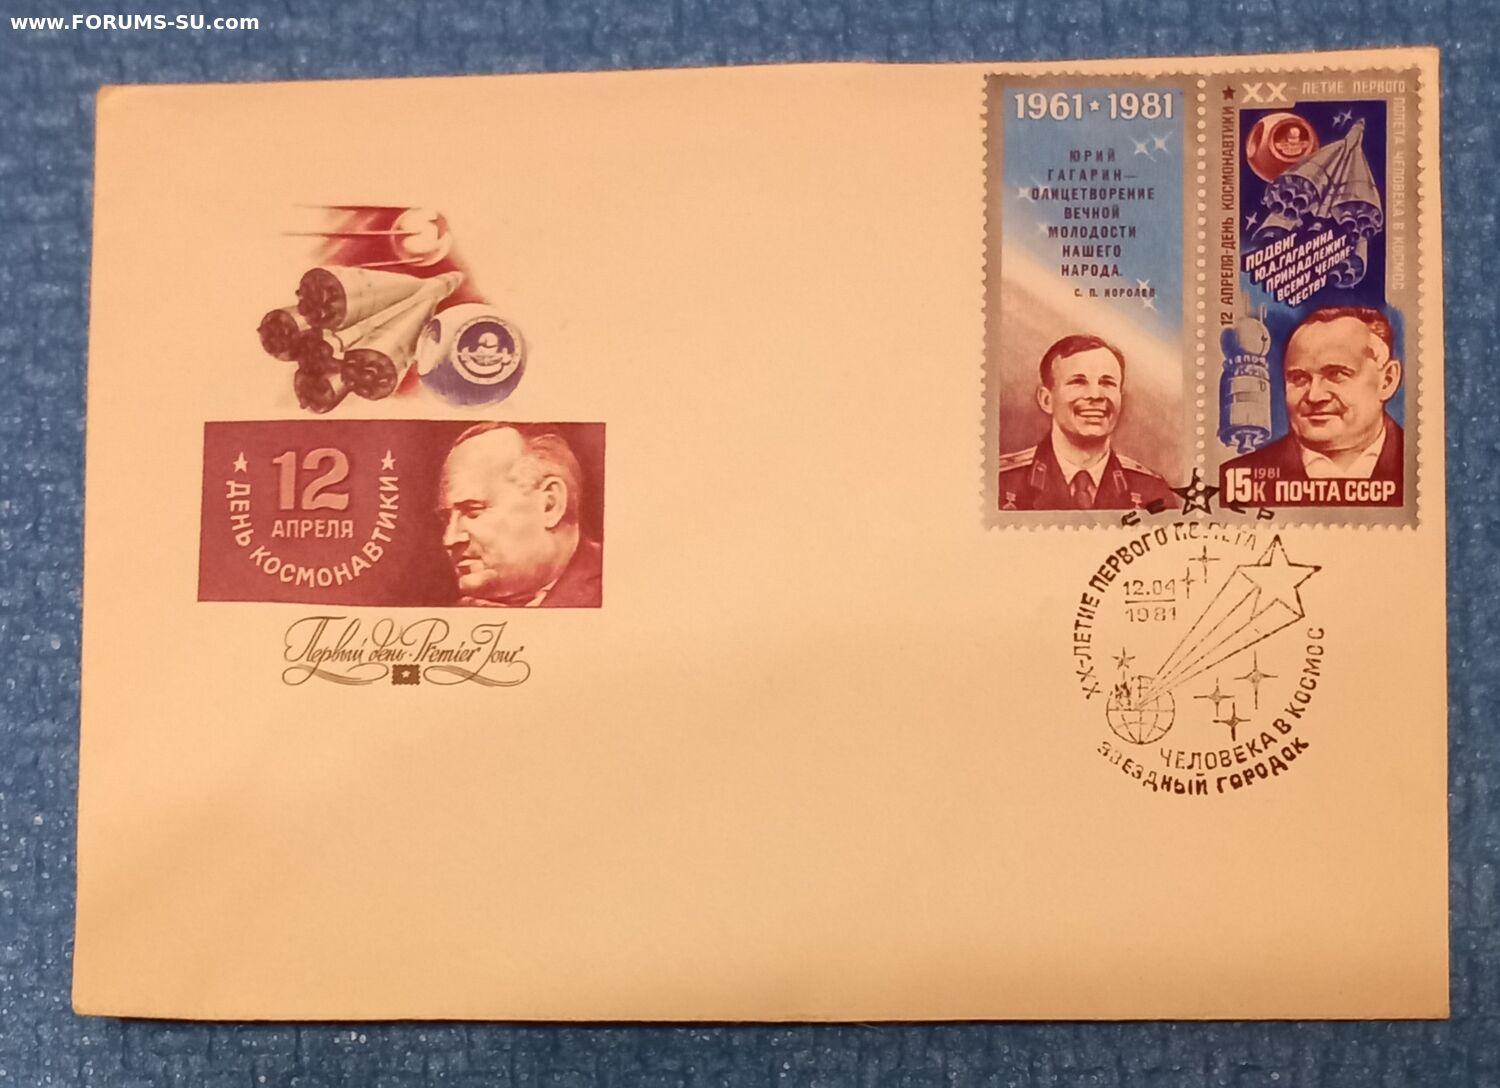 www.FORUMS-SU.com
1961 ★ 1981
ЮРИЙ
ГАГАРИН—
ОЛИЦЕТВОРЕНИЕ
ВЕЧНОЙ
МОЛОДОСТИ
НАШЕГО
НАРОДА.
С. П. КОРОЛЕВ
12 АПРЕЛЯ-ДЕНЬ КОСМОНАВТИКИ
★ XX - ЛЕТИЕ ПЕРВОГО
ПОЛЕТА ЧЕЛОВЕКА В КОСМОС
ПОДВИГ
Ю.А.ГАГАРИНА
ПРИНАДЛЕЖИТ
ВСЕМУ ЧЕЛОВЕ-
ЧЕСТВУ
15К 1981 ПОЧТА СССР
★ 12 ★
АПРЕЛЯ
ДЕНЬ КОСМОНАВТИКИ
Первый день · Premier Jour
XX-ЛЕТИЕ ПЕРВОГО ПОЛЕТА
12.04
1981
ЧЕЛОВЕКА В КОСМОС
ЗВЕЗДНЫЙ ГОРОДОК